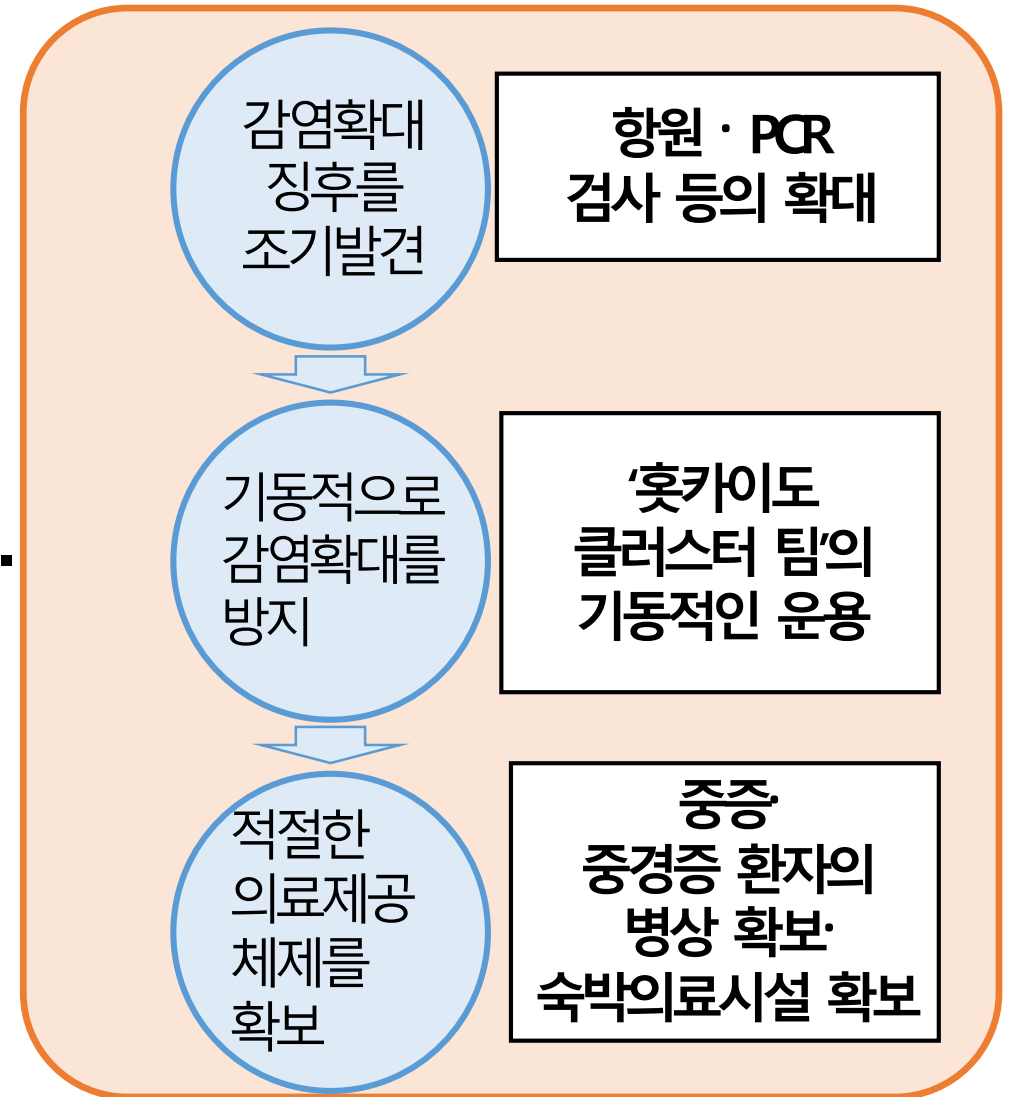 감염확대
징후를
조기발견
항원 · PCR
검사 등의 확대
기동적으로
감염확대를
방지
‘홋카이도
클러스터 팀’의
기동적인 운용
적절한
의료제공
체제를
확보
중증·
중경증 환자의
병상 확보·
숙박의료시설 확보